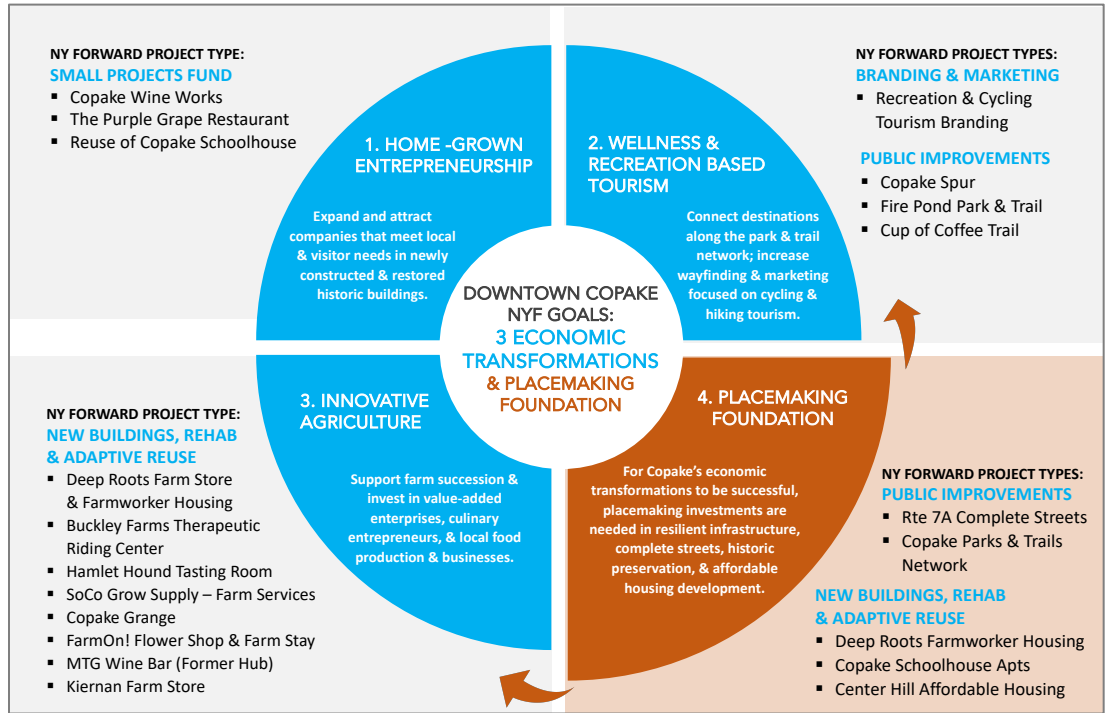 NY FORWARD PROJECT TYPE:
SMALL PROJECTS FUND
▪ Copake Wine Works
▪ The Purple Grape Restaurant
▪ Reuse of Copake Schoolhouse
1. HOME -GROWN
ENTREPRENEURSHIP
Expand and attract
companies that meet local
& visitor needs in newly
constructed & restored
historic buildings.
2. WELLNESS &
RECREATION BASED
TOURISM
Connect destinations
along the park & trail
network; increase
wayfinding & marketing
focused on cycling &
hiking tourism.
NY FORWARD PROJECT TYPES:
BRANDING & MARKETING
▪ Recreation & Cycling
Tourism Branding
PUBLIC IMPROVEMENTS
▪ Copake Spur
▪ Fire Pond Park & Trail
▪ Cup of Coffee Trail
DOWNTOWN COPAKE
NYF GOALS:
3 ECONOMIC
TRANSFORMATIONS
& PLACEMAKING
FOUNDATION
NY FORWARD PROJECT TYPE:
NEW BUILDINGS, REHAB
& ADAPTIVE REUSE
▪ Deep Roots Farm Store
& Farmworker Housing
▪ Buckley Farms Therapeutic
Riding Center
▪ Hamlet Hound Tasting Room
▪ SoCo Grow Supply – Farm Services
▪ Copake Grange
▪ FarmOn! Flower Shop & Farm Stay
▪ MTG Wine Bar (Former Hub)
▪ Kiernan Farm Store
3. INNOVATIVE
AGRICULTURE
Support farm succession &
invest in value-added
enterprises, culinary
entrepreneurs, & local food
production & businesses.
4. PLACEMAKING
FOUNDATION
For Copake’s economic
transformations to be successful,
placemaking investments are
needed in resilient infrastructure,
complete streets, historic
preservation, & affordable
housing development.
NY FORWARD PROJECT TYPES:
PUBLIC IMPROVEMENTS
▪ Rte 7A Complete Streets
▪ Copake Parks & Trails
Network
NEW BUILDINGS, REHAB
& ADAPTIVE REUSE
▪ Deep Roots Farmworker Housing
▪ Copake Schoolhouse Apts
▪ Center Hill Affordable Housing